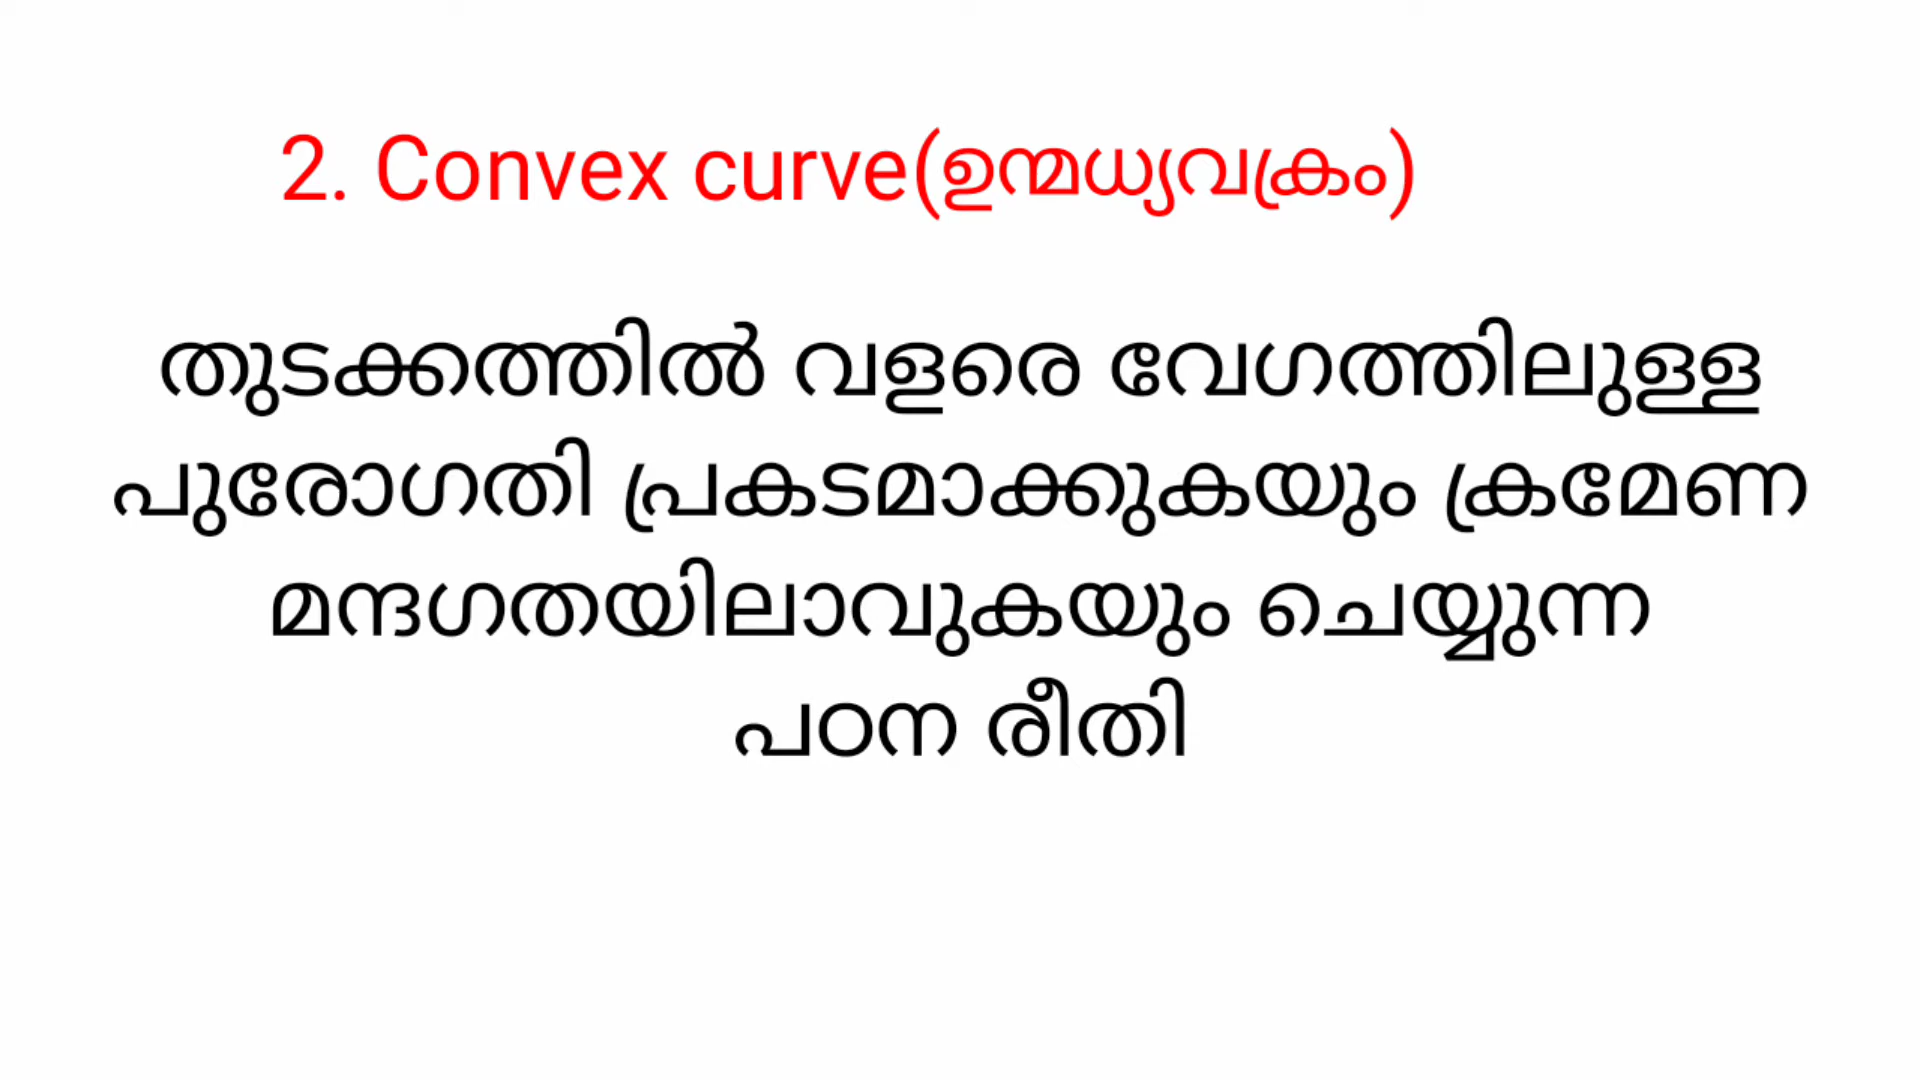 2. Convex curve(ഉന്മധ്യവക്രം)
തുടക്കത്തിൽ വളരെ വേഗത്തിലുള്ള
പുരോഗതി പ്രകടമാക്കുകയും ക്രമേണ
മന്ദഗതയിലാവുകയും ചെയ്യുന്ന
പഠന രീതി